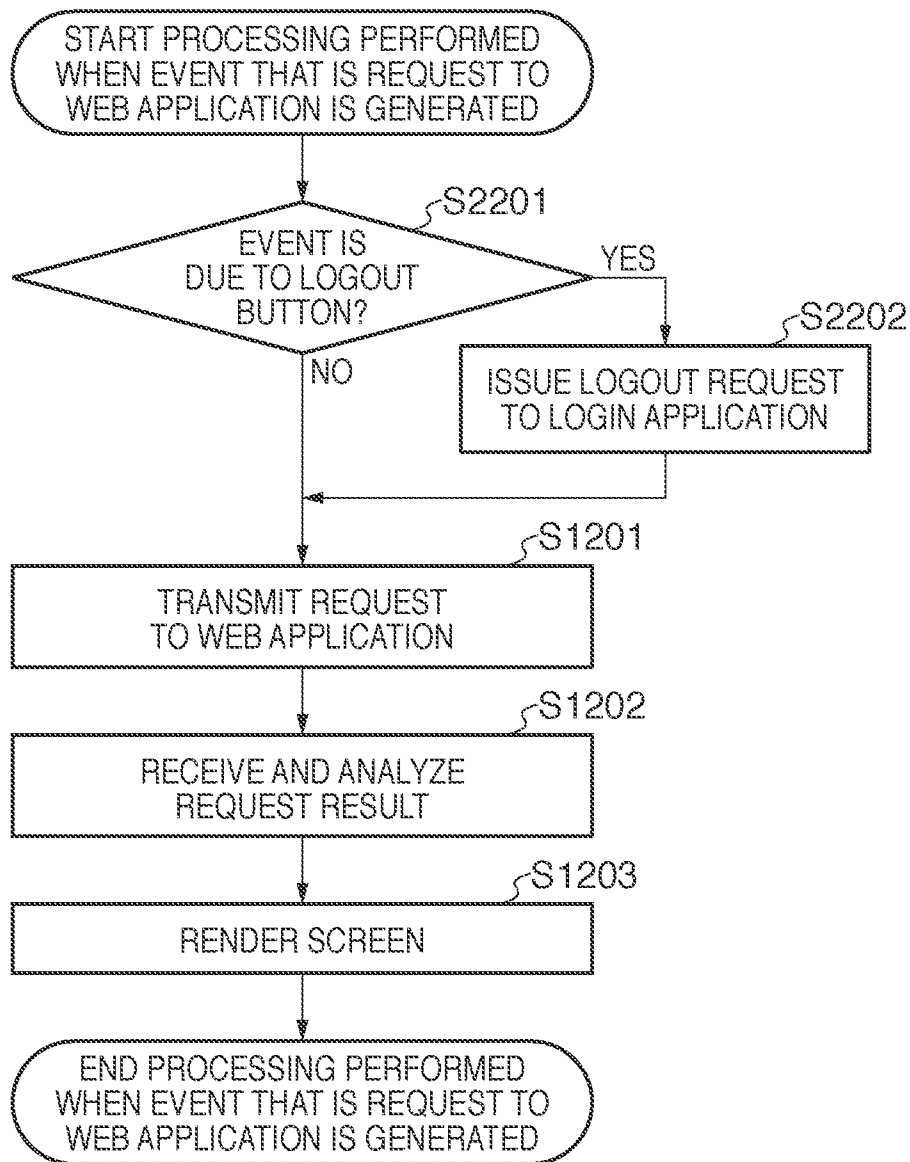 START PROCESSING PERFORMED
WHEN EVENT THAT IS REQUEST TO
WEB APPLICATION IS GENERATED
S2201
EVENT IS
DUE TO LOGOUT
BUTTON?
YES
NO
S2202
ISSUE LOGOUT REQUEST
TO LOGIN APPLICATION
S1201
TRANSMIT REQUEST
TO WEB APPLICATION
S1202
RECEIVE AND ANALYZE
REQUEST RESULT
S1203
RENDER SCREEN
END PROCESSING PERFORMED
WHEN EVENT THAT IS REQUEST TO
WEB APPLICATION IS GENERATED